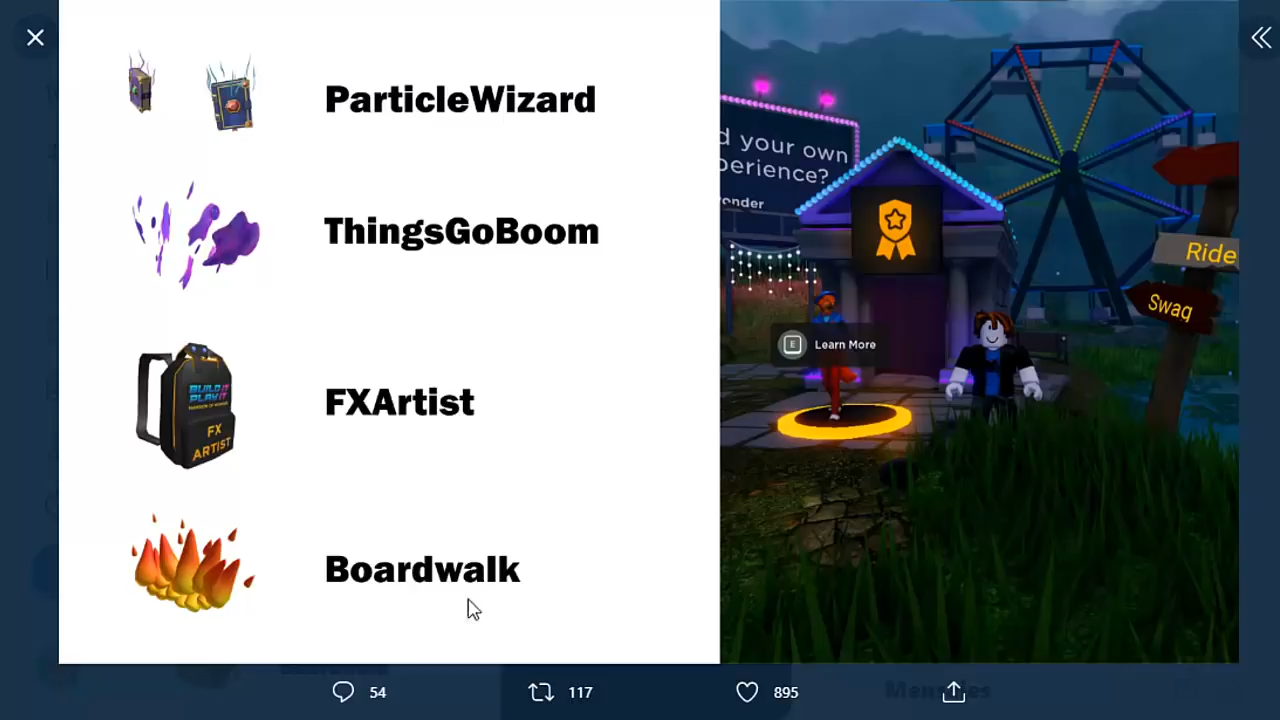 ParticleWizard
ThingsGoBoom
BUILD IT
PLAY IT
FX
ARTIST
FXArtist
Boardwalk
d your own
perience?
onder
E
Learn More
Ride
Swag
54
117
895